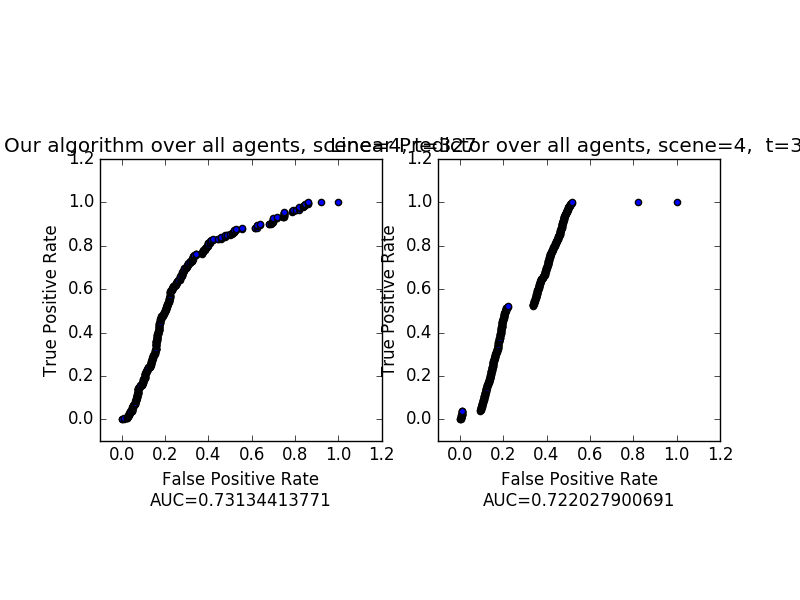 Our algorithm over all agents, scene=4, t=327
Linear Predictor over all agents, scene=4,  t=3
True Positive Rate
1.2
1.0
0.8
0.6
0.4
0.2
0.0
0.0 0.2 0.4 0.6 0.8 1.0 1.2
False Positive Rate
AUC=0.73134413771
True Positive Rate
1.2
1.0
0.8
0.6
0.4
0.2
0.0
0.0 0.2 0.4 0.6 0.8 1.0 1.2
False Positive Rate
AUC=0.722027900691